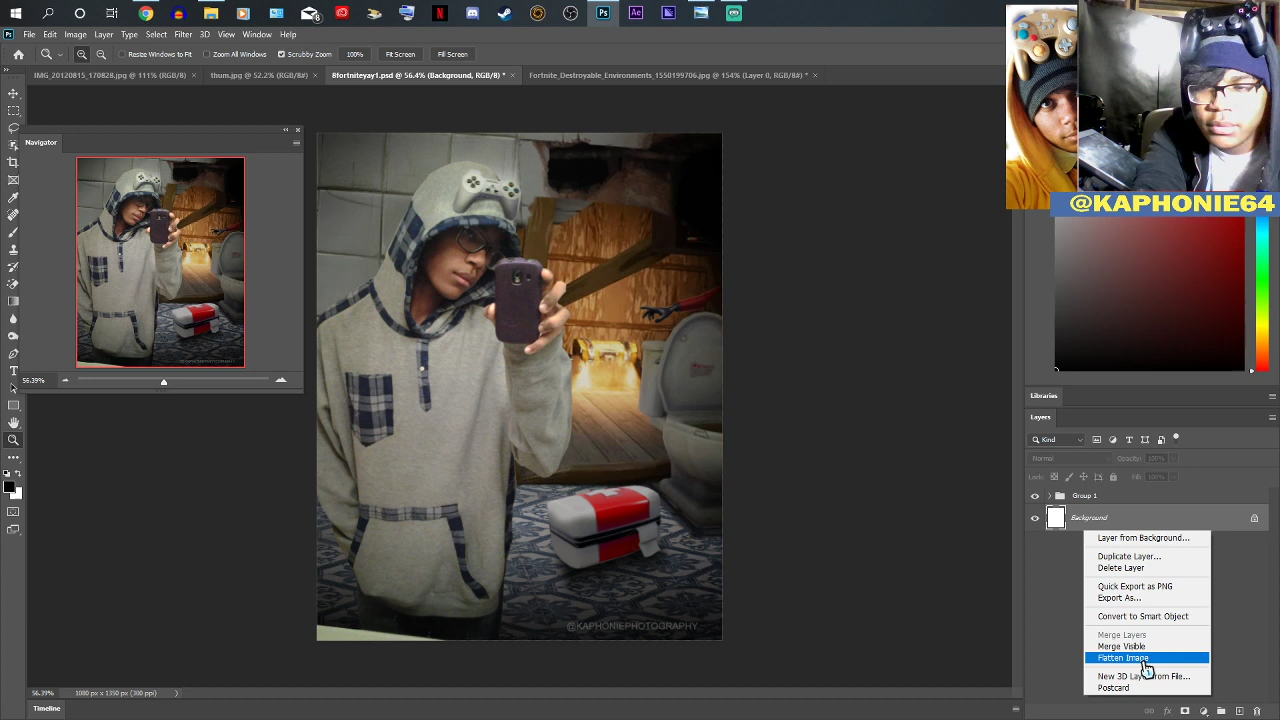 File Edit Image Layer Type Select Filter 3D View Window Help
Resize Windows to Fit Zoom All Windows Scrubby Zoom 100% Fit Screen Fill Screen
IMG_20120815_170828.jpg @ 111% (RGB/8) × thum.jpg @ 52.2% (RGB/8#) × 8fortniteyay1.psd @ 56.4% (Background, RGB/8) * × Fortnite_Destroyable_Environments_1550199706.jpg @ 154% (Layer 0, RGB/8#) * ×
Navigator
56.39%
@KAPHONIE64
@KAPHONIEPHOTOGRAPHY
Libraries
Layers
Kind
Normal Opacity: 100%
Lock: Fill: 100%
Group 1
Background
Layer from Background...
Duplicate Layer...
Delete Layer
Quick Export as PNG
Export As...
Convert to Smart Object
Merge Layers
Merge Visible
Flatten Image
New 3D Layer from File...
Postcard
56.39% 1080 px x 1350 px (300 ppi)
Timeline